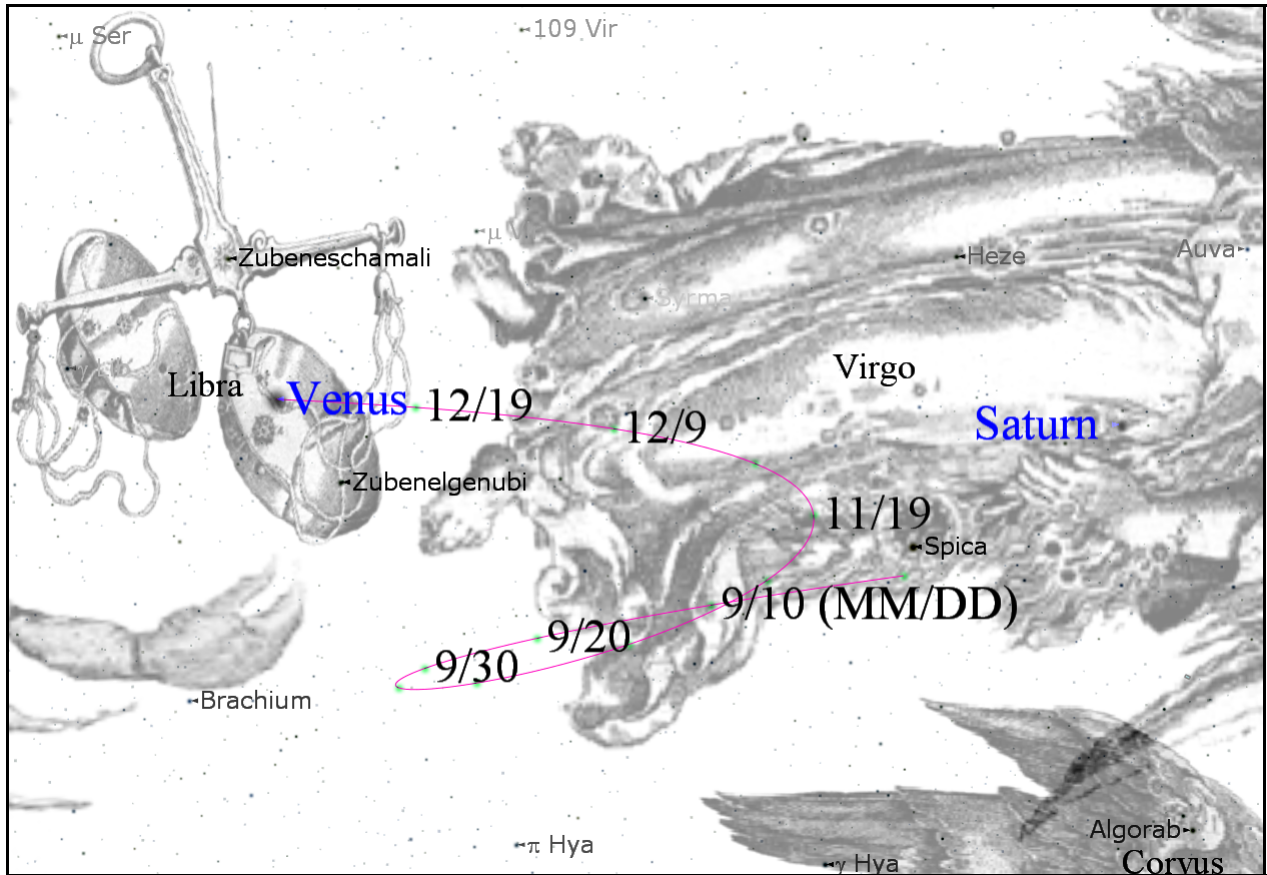 μ Ser
109 Vir
μ V
Zubeneschamali
Auva
Heze
Syrma
Virgo
γ
Libra
Venus
12/19
12/9
Saturn
Zubenelgenubi
11/19
Spica
9/10 (MM/DD)
9/20
9/30
Brachium
Algorab
π Hya
γ Hya
Corvus